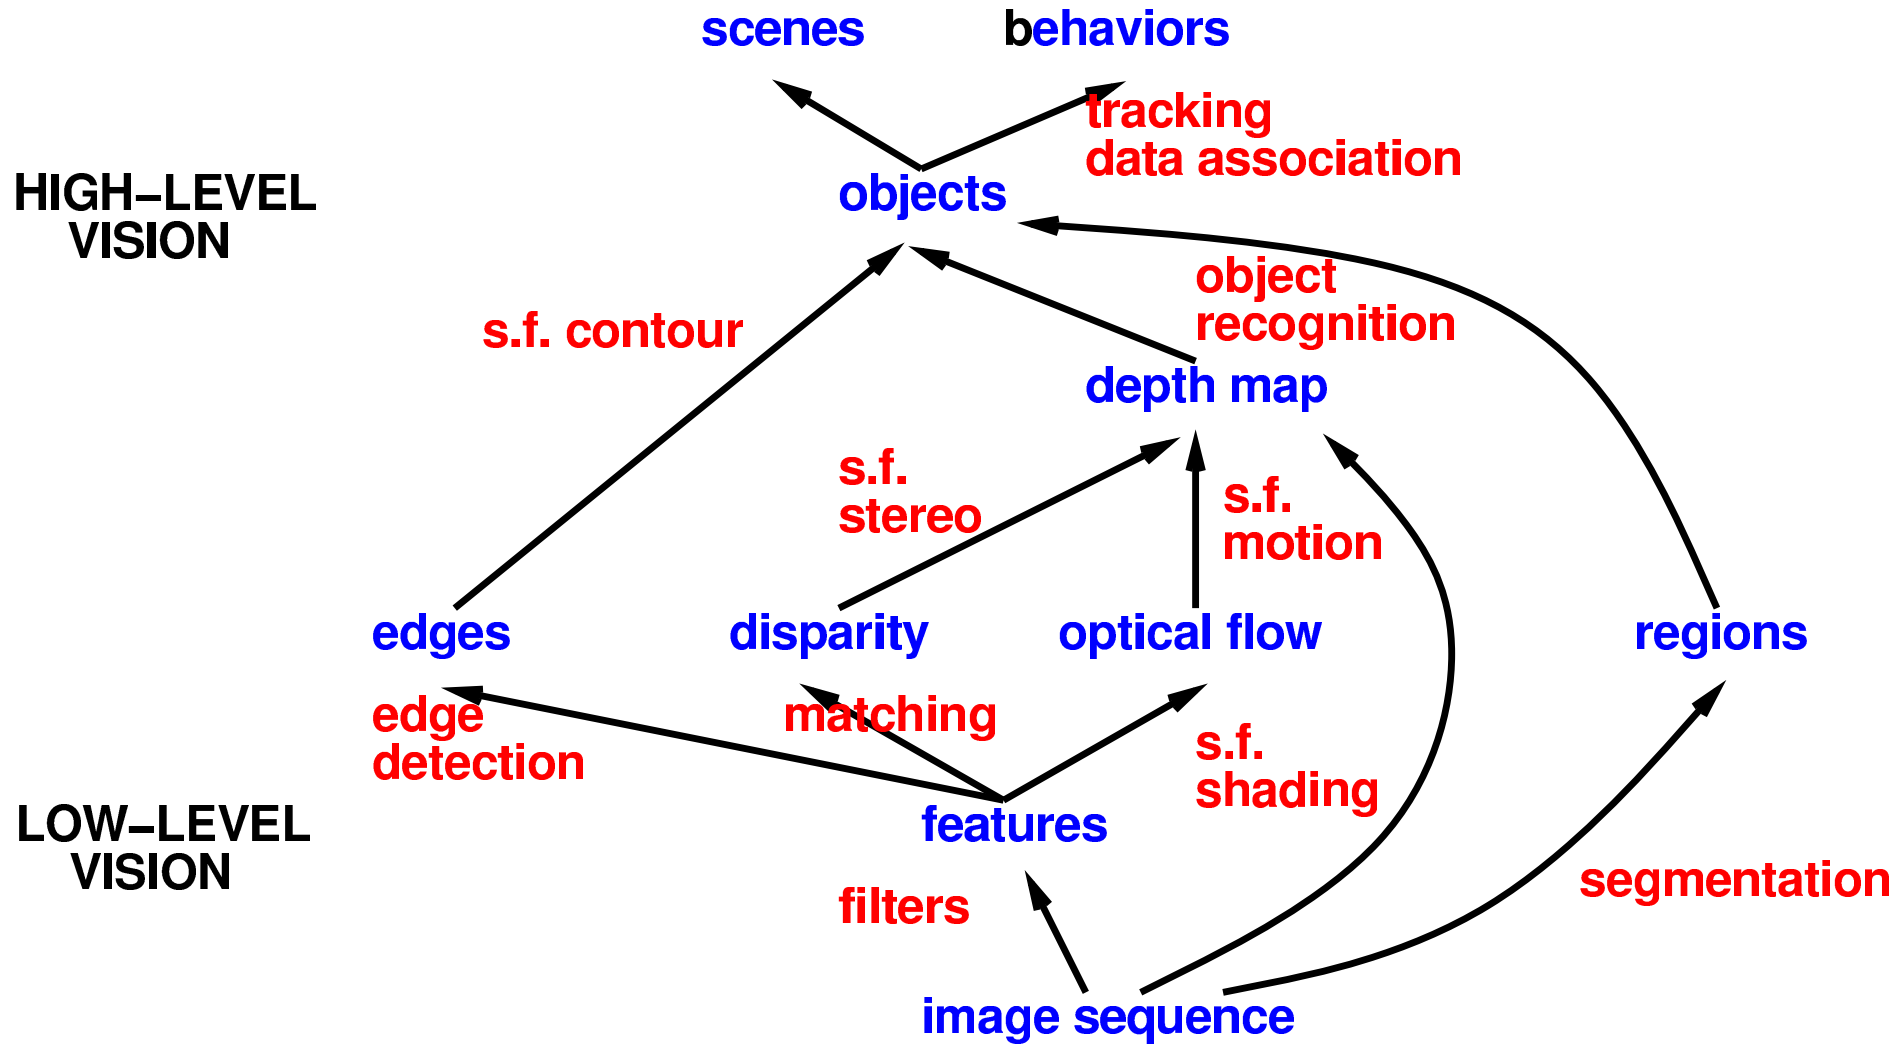 scenes
behaviors
tracking
data association
HIGH–LEVEL
VISION
objects
object
recognition
s.f. contour
depth map
s.f.
stereo
s.f.
motion
edges
disparity
optical flow
regions
edge
detection
matching
s.f.
shading
LOW–LEVEL
VISION
features
segmentation
filters
image sequence